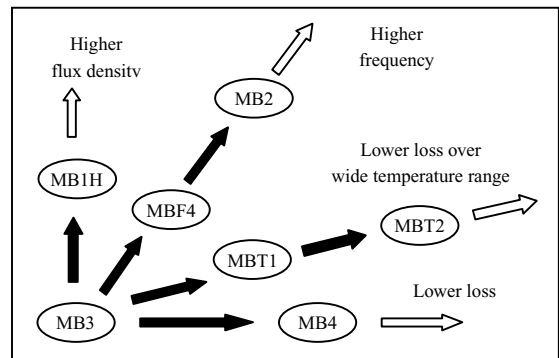 Higher
flux densitv
Higher
frequency
MB2
Lower loss over
wide temperature range
MB1H
MBF4
MBT2
MBT1
Lower loss
MB3
MB4